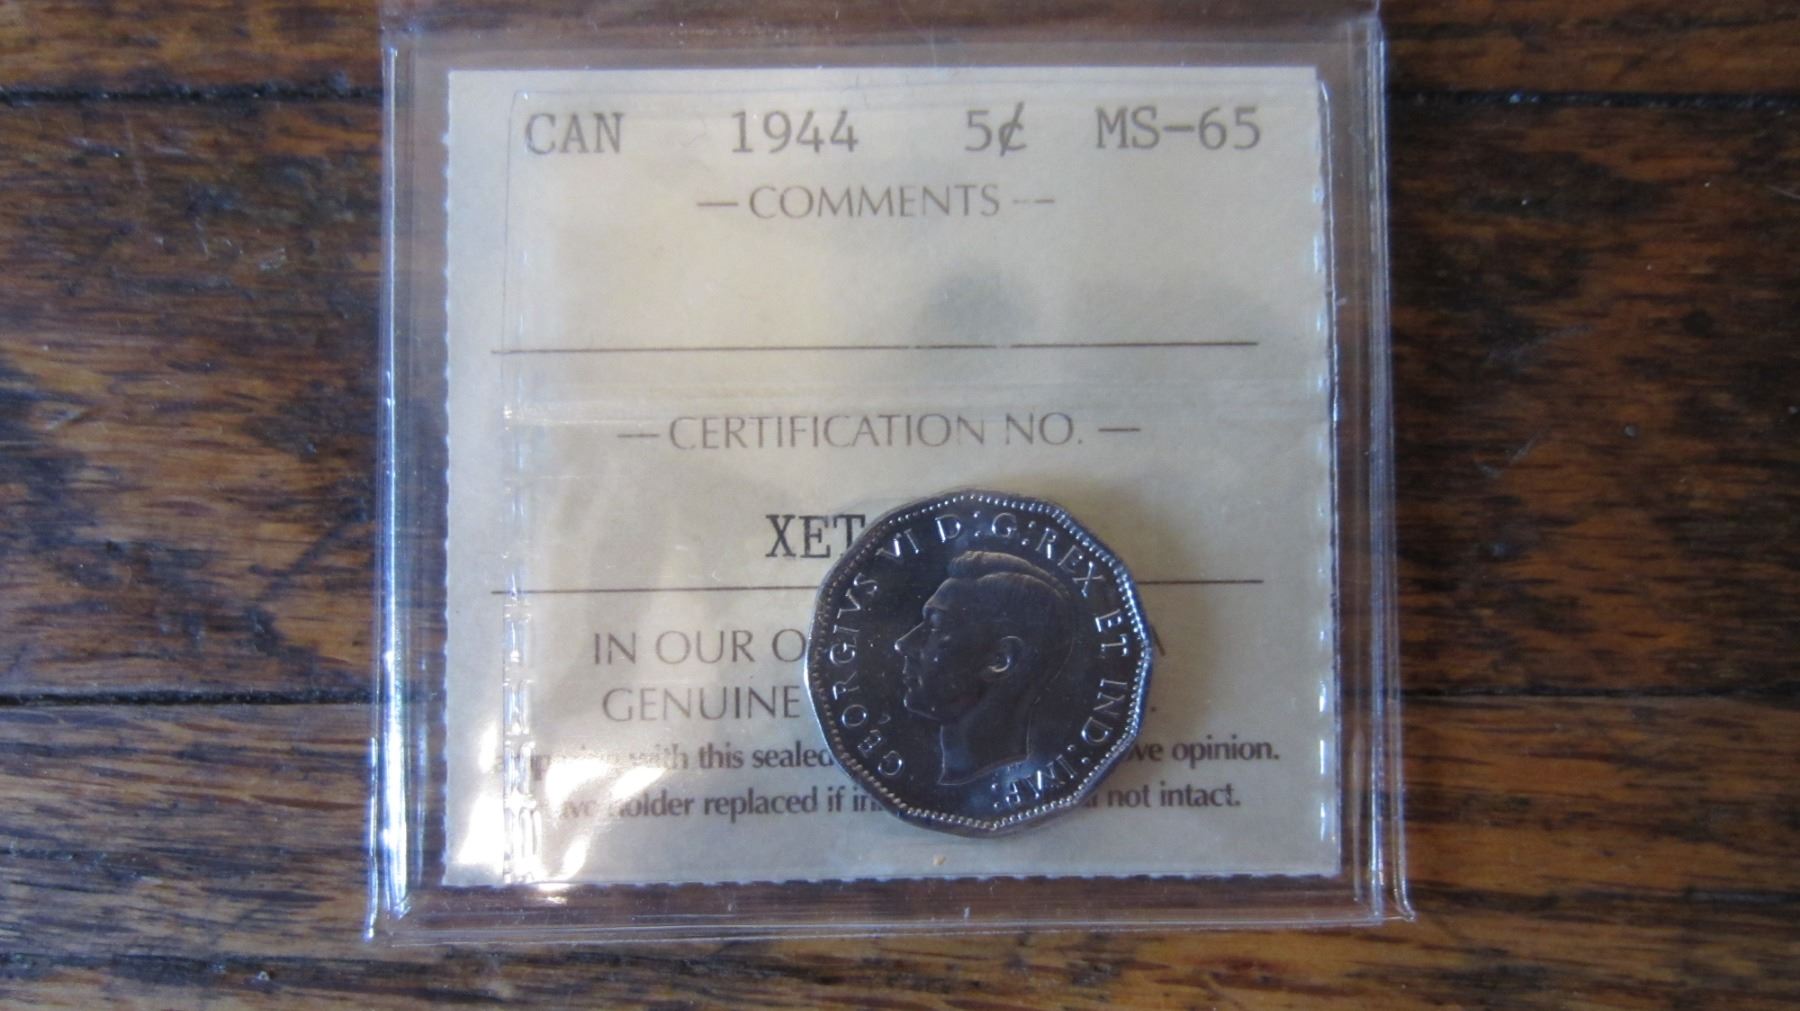 CAN 1944 5¢ MS-65
— COMMENTS --
— CERTIFICATION NO. —
XET
IN OUR
GENUINE
with this sealed opinion.
holder replaced if not intact.
GEORGIVS VI D:G:REX ET IND:IMP: